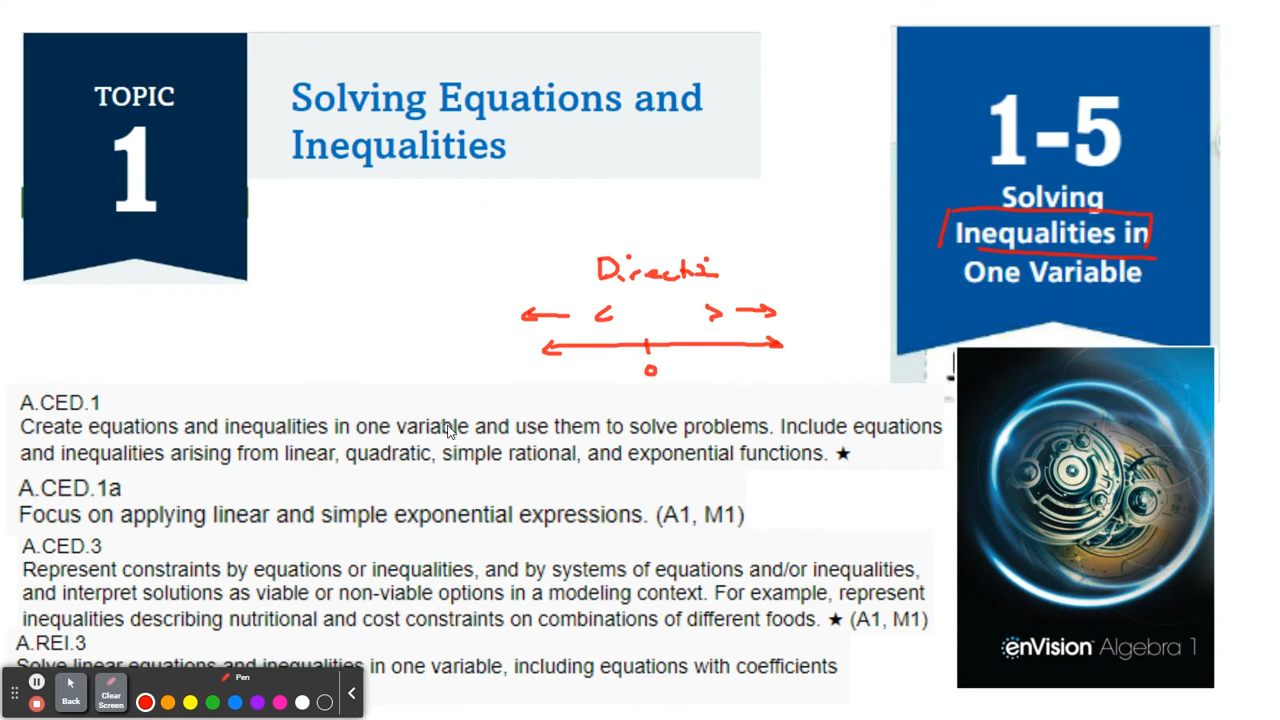 TOPIC
1
Solving Equations and
Inequalities
1-5
Solving
Inequalities in
One Variable
Directi
< >
0
A.CED.1
Create equations and inequalities in one variable and use them to solve problems. Include equations
and inequalities arising from linear, quadratic, simple rational, and exponential functions. ★
A.CED.1a
Focus on applying linear and simple exponential expressions. (A1, M1)
A.CED.3
Represent constraints by equations or inequalities, and by systems of equations and/or inequalities,
and interpret solutions as viable or non-viable options in a modeling context. For example, represent
inequalities describing nutritional and cost constraints on combinations of different foods. ★ (A1, M1)
A.REI.3
Solve linear equations and inequalities in one variable, including equations with coefficients
enVision Algebra 1
Pen
Back
Clear
Screen